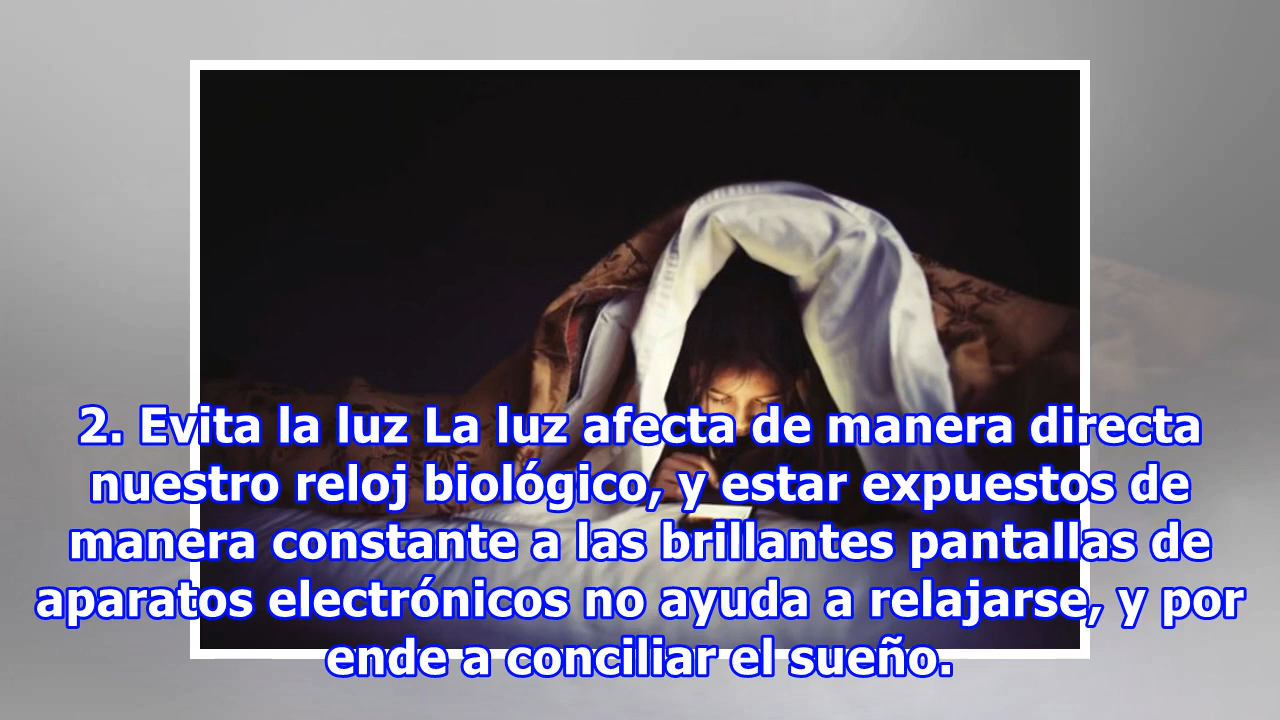 2. Evita la luz La luz afecta de manera directa
nuestro reloj biológico, y estar expuestos de
manera constante a las brillantes pantallas de
aparatos electrónicos no ayuda a relajarse, y por
ende a conciliar el sueño.